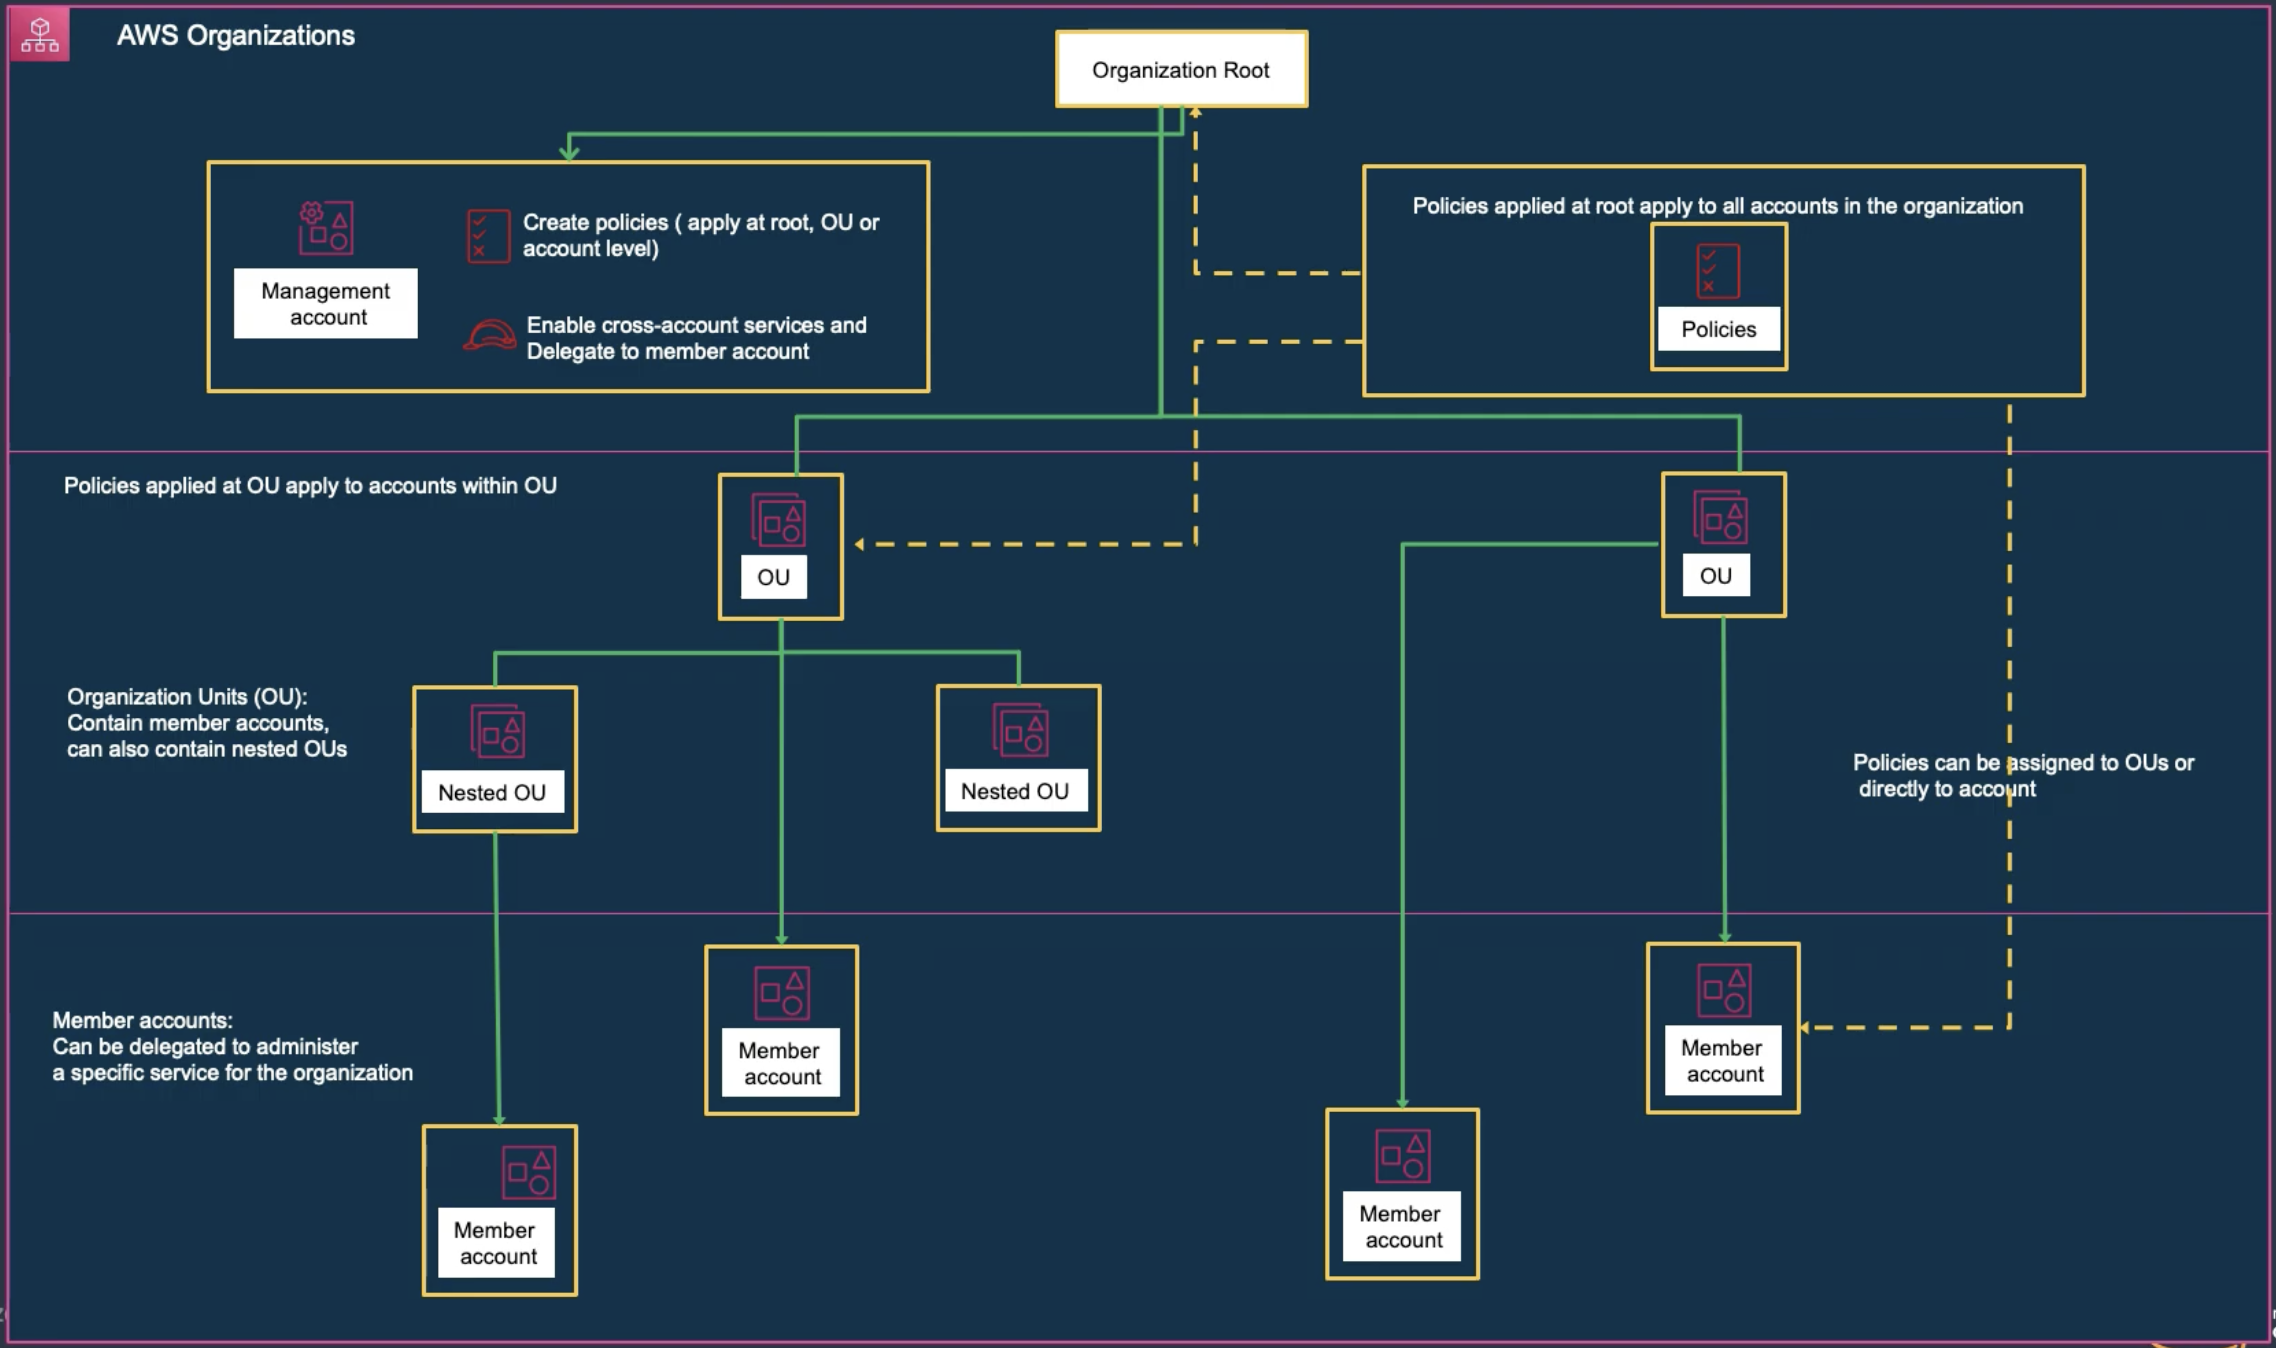 AWS Organizations
Organization Root
Create policies ( apply at root, OU or
account level)
Management
account
Enable cross-account services and
Delegate to member account
Policies applied at root apply to all accounts in the organization
Policies
Policies applied at OU apply to accounts within OU
OU
OU
Organization Units (OU):
Contain member accounts,
can also contain nested OUs
Nested OU
Nested OU
Policies can be assigned to OUs or
directly to account
Member accounts:
Can be delegated to administer
a specific service for the organization
Member
account
Member
account
Member
account
Member
account